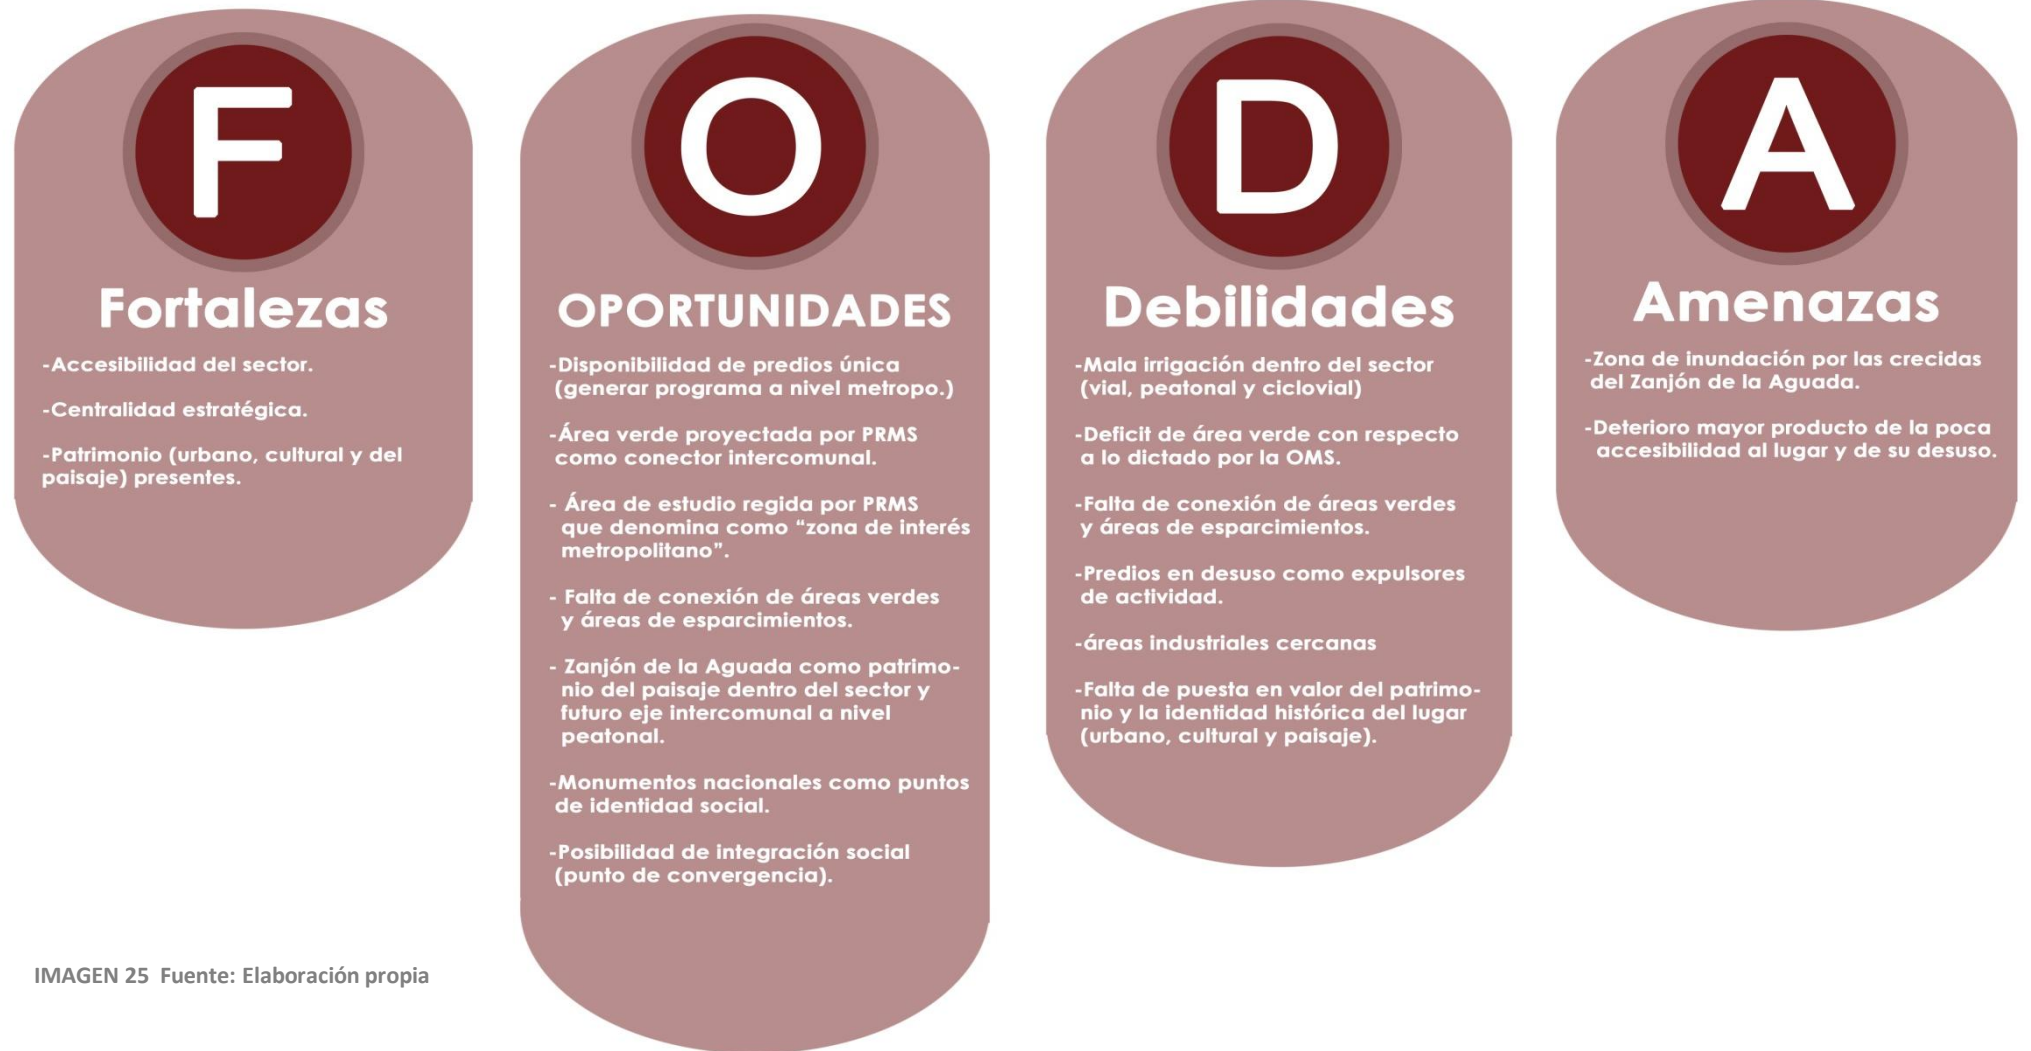 F
Fortalezas
-Accesibilidad del sector.
-Centralidad estratégica.
-Patrimonio (urbano, cultural y del
paisaje) presentes.
O
OPORTUNIDADES
-Disponibilidad de predios única
(generar programa a nivel metropo.)
-Área verde proyectada por PRMS
como conector intercomunal.
- Área de estudio regida por PRMS
que denomina como “zona de interés
metropolitano”.
- Falta de conexión de áreas verdes
y áreas de esparcimientos.
- Zanjón de la Aguada como patrimo-
nio del paisaje dentro del sector y
futuro eje intercomunal a nivel
peatonal.
-Monumentos nacionales como puntos
de identidad social.
-Posibilidad de integración social
(punto de convergencia).
D
Debilidades
-Mala irrigación dentro del sector
(vial, peatonal y ciclovial)
-Deficit de área verde con respecto
a lo dictado por la OMS.
-Falta de conexión de áreas verdes
y áreas de esparcimientos.
-Predios en desuso como expulsores
de actividad.
-áreas industriales cercanas
-Falta de puesta en valor del patrimo-
nio y la identidad histórica del lugar
(urbano, cultural y paisaje).
A
Amenazas
-Zona de inundación por las crecidas
del Zanjón de la Aguada.
-Deterioro mayor producto de la poca
accesibilidad al lugar y de su desuso.
IMAGEN 25 Fuente: Elaboración propia